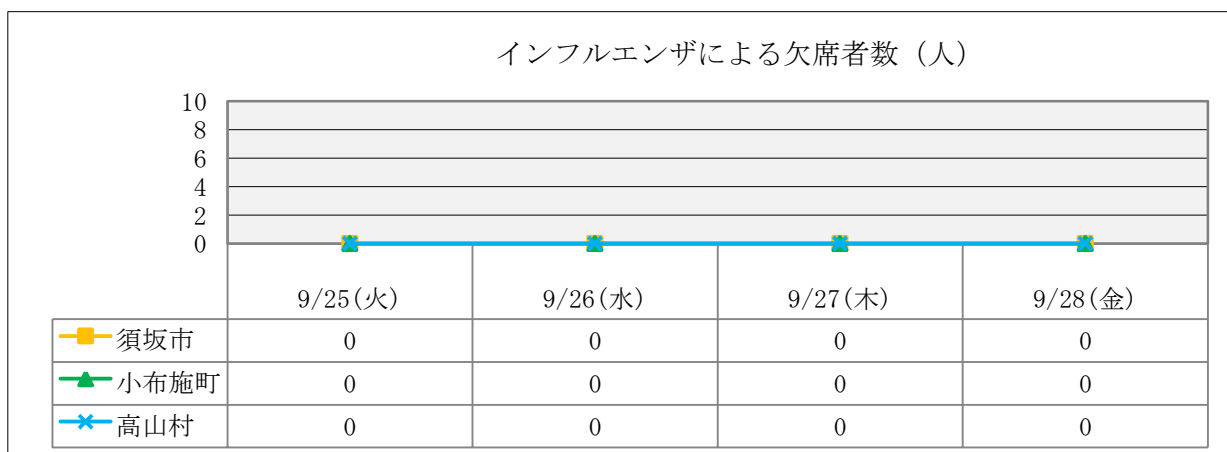 インフルエンザによる欠席者数（人）
10
8
6
4
2
0
9/25(火) 9/26(水) 9/27(木) 9/28(金)
須坂市 0 0 0 0
小布施町 0 0 0 0
高山村 0 0 0 0